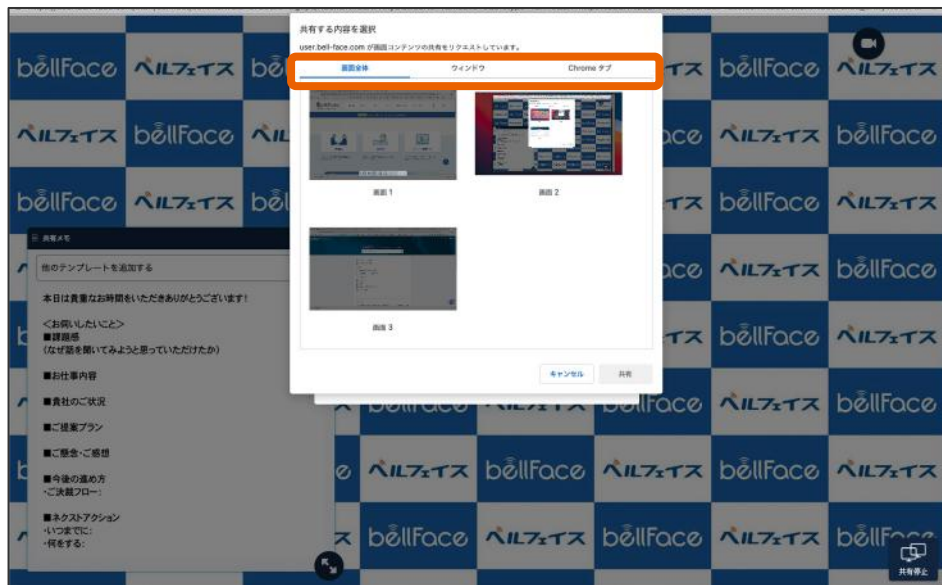 共有する内容を選択
user.bell-face.com が画面コンテンツの共有をリクエストしています。
画面全体 ウィンドウ Chrome タブ
画面 1 画面 2
画面 3
キャンセル 共有
bellFace ベルフェイス
共有メモ
他のテンプレートを追加する
本日は貴重なお時間をいただきありがとうございます!
<お伺いしたいこと>
■課題感
(なぜ話を聞いてみようと思っていただけたか)
■お仕事内容
■貴社のご状況
■ご提案プラン
■ご懸念・ご感想
■今後の進め方
・ご決裁フロー:
■ネクストアクション
・いつまでに:
・何をする:
共有停止